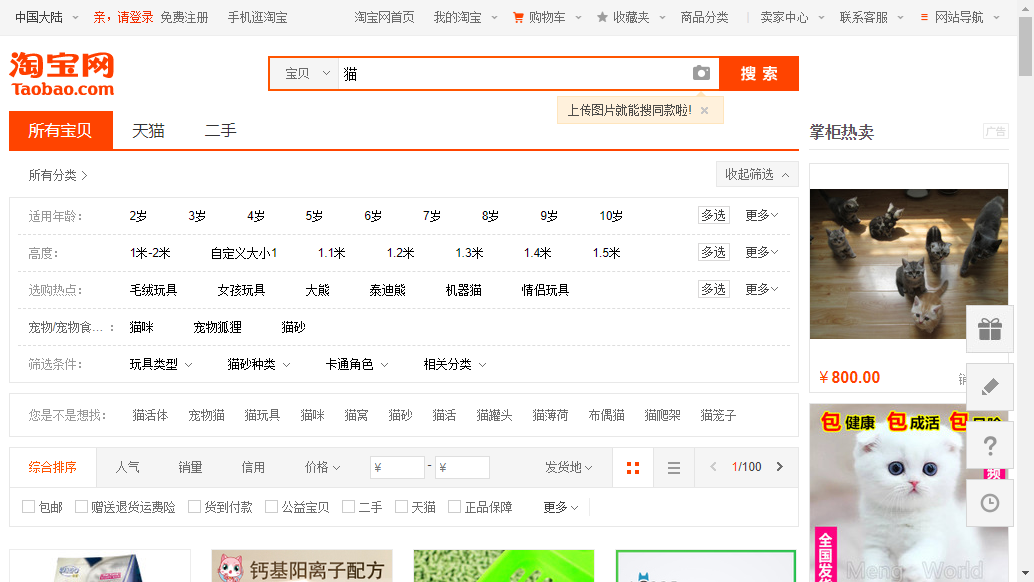 中国大陆 亲，请登录 免费注册 手机逛淘宝 淘宝网首页 我的淘宝 购物车 收藏夹 商品分类 | 卖家中心 联系客服 网站导航
淘宝网
Taobao.com
宝贝 猫 搜索
上传图片就能搜同款啦! ×
所有宝贝 天猫 二手
掌柜热卖 广告
所有分类 >
收起筛选
适用年龄： 2岁 3岁 4岁 5岁 6岁 7岁 8岁 9岁 10岁 多选 更多
高度： 1米-2米 自定义大小1 1.1米 1.2米 1.3米 1.4米 1.5米 多选 更多
选购热点： 毛绒玩具 女孩玩具 大熊 泰迪熊 机器猫 情侣玩具 多选 更多
宠物/宠物食... ： 猫咪 宠物狐狸 猫砂
筛选条件： 玩具类型 猫砂种类 卡通角色 相关分类
¥800.00 销
您是不是想找： 猫活体 宠物猫 猫玩具 猫咪 猫窝 猫砂 猫活 猫罐头 猫薄荷 布偶猫 猫爬架 猫笼子
包健康 包成活 包
综合排序 人气 销量 信用 价格 ¥ - ¥ 发货地 < 1/100 >
包邮 赠送退货运费险 货到付款 公益宝贝 二手 天猫 正品保障 更多
频
全国发货
Meng World
钙基阳离子配方